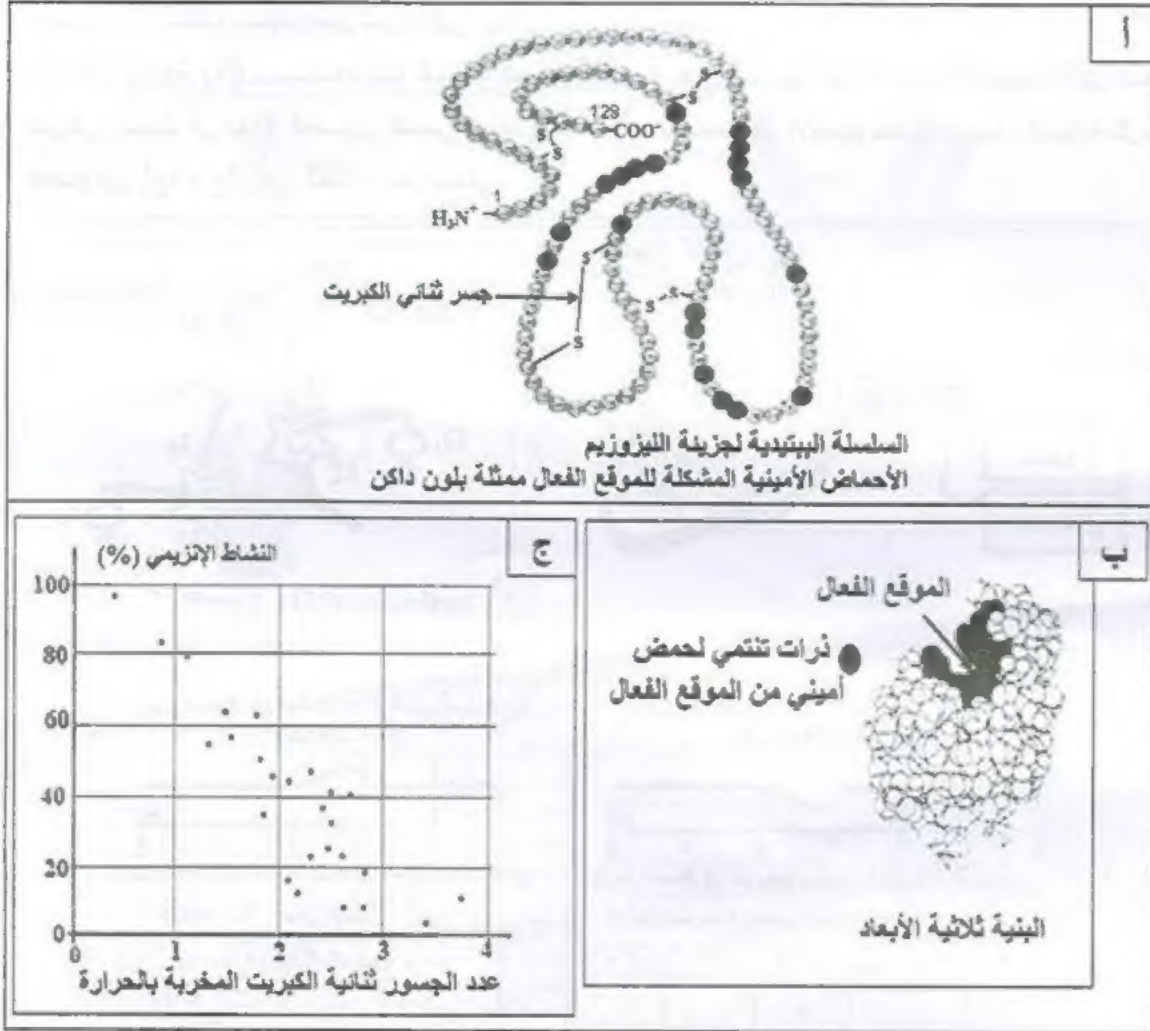 أ
128
COO⁻
1
H₃N⁺
S
S
S
S
S
S
S
S
جسر ثنائي الكبريت
السلسلة الببتيدية لجزيئة الليزوزيم
الأحماض الأمينية المشكلة للموقع الفعال ممثلة بلون داكن
ب
الموقع الفعال
ذرات تنتمي لحمض
أميني من الموقع الفعال
البنية ثلاثية الأبعاد
ج
النشاط الإنزيمي (%)
100
80
60
40
20
0
0 1 2 3 4
عدد الجسور ثنائية الكبريت المخربة بالحرارة